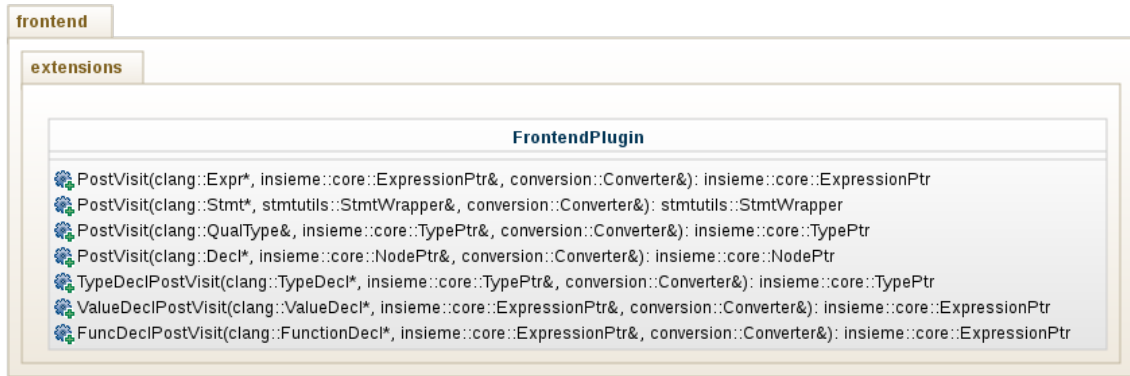 frontend
extensions
FrontendPlugin
PostVisit(clang::Expr*, insieme::core::ExpressionPtr&, conversion::Converter&): insieme::core::ExpressionPtr
PostVisit(clang::Stmt*, stmtutils::StmtWrapper&, conversion::Converter&): stmtutils::StmtWrapper
PostVisit(clang::QualType&, insieme::core::TypePtr&, conversion::Converter&): insieme::core::TypePtr
PostVisit(clang::Decl*, insieme::core::NodePtr&, conversion::Converter&): insieme::core::NodePtr
TypeDeclPostVisit(clang::TypeDecl*, insieme::core::TypePtr&, conversion::Converter&): insieme::core::TypePtr
ValueDeclPostVisit(clang::ValueDecl*, insieme::core::ExpressionPtr&, conversion::Converter&): insieme::core::ExpressionPtr
FuncDeclPostVisit(clang::FunctionDecl*, insieme::core::ExpressionPtr&, conversion::Converter&): insieme::core::ExpressionPtr